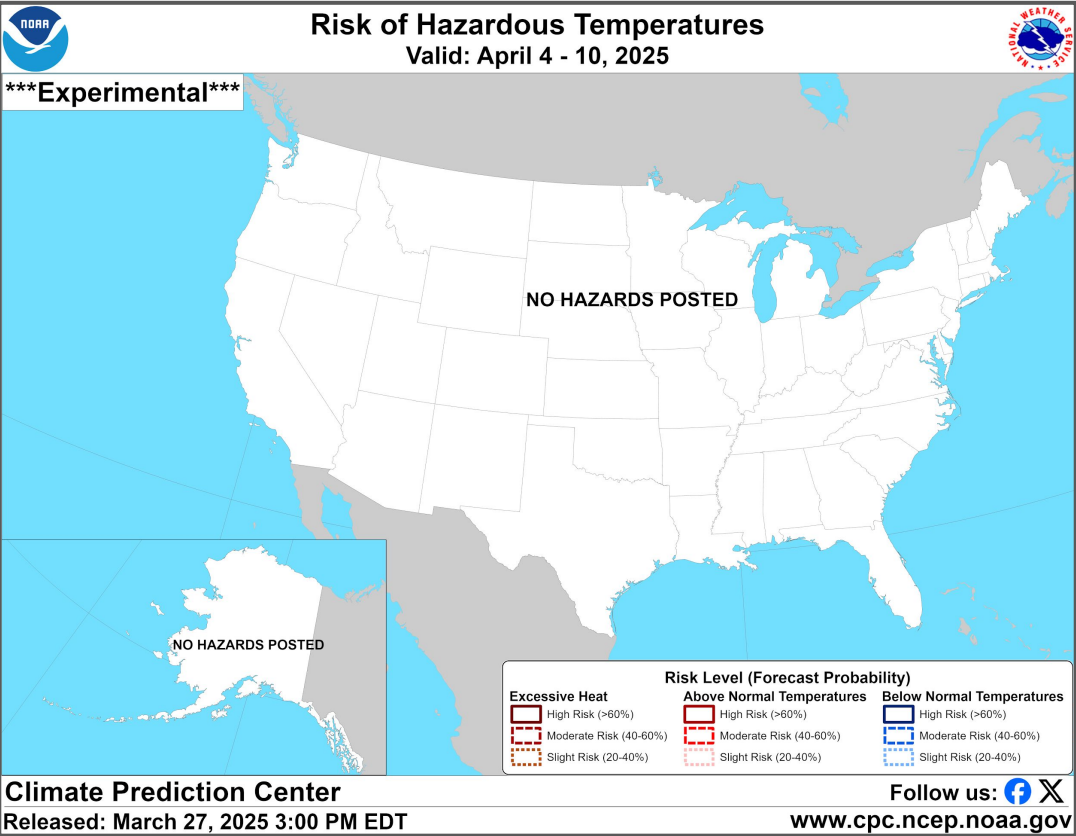 NOAA
Risk of Hazardous Temperatures
Valid: April 4 - 10, 2025
NATIONAL WEATHER SERVICE
***Experimental***
NO HAZARDS POSTED
NO HAZARDS POSTED
Risk Level (Forecast Probability)
Excessive Heat
High Risk (>60%)
Moderate Risk (40-60%)
Slight Risk (20-40%)
Above Normal Temperatures
High Risk (>60%)
Moderate Risk (40-60%)
Slight Risk (20-40%)
Below Normal Temperatures
High Risk (>60%)
Moderate Risk (40-60%)
Slight Risk (20-40%)
Climate Prediction Center
Follow us:
Released: March 27, 2025 3:00 PM EDT
www.cpc.ncep.noaa.gov